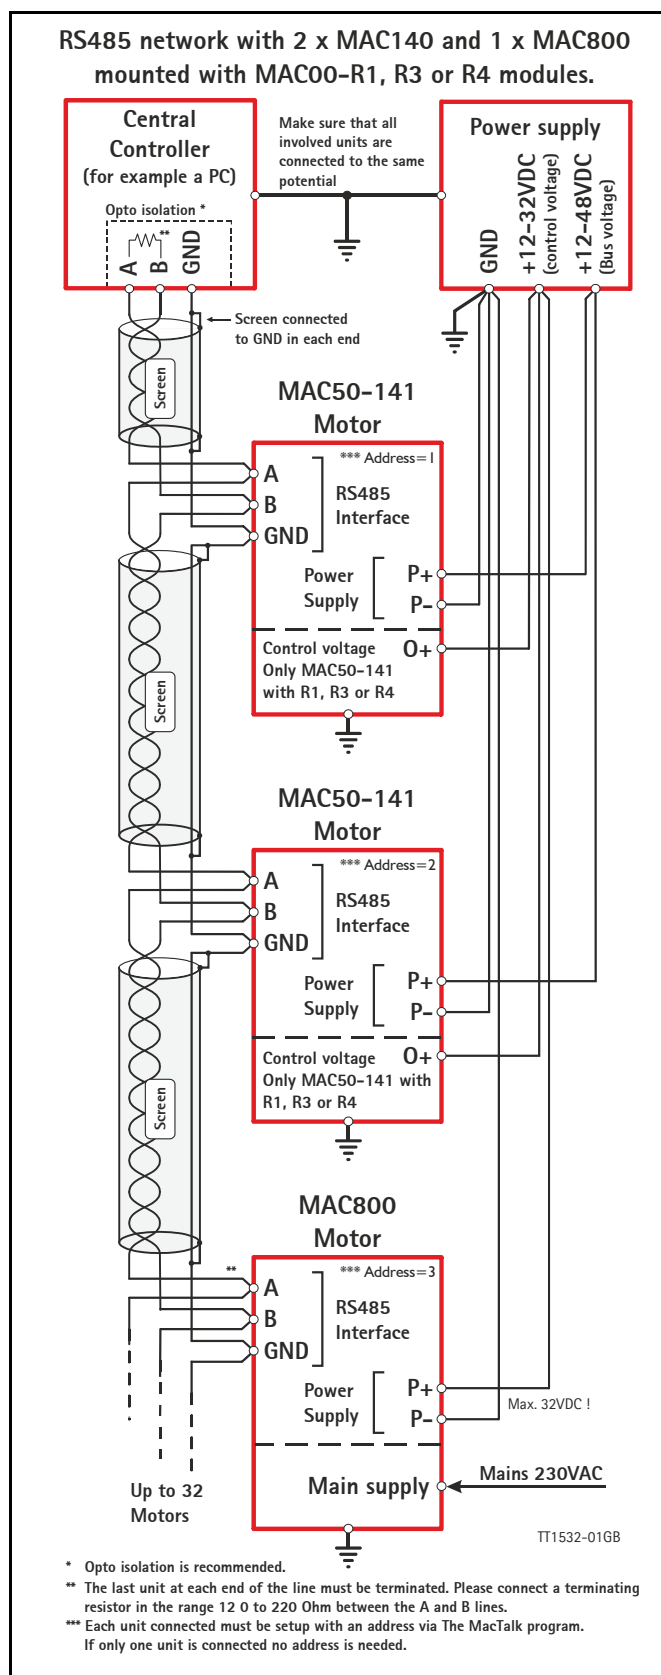 RS485 network with 2 x MAC140 and 1 x MAC800
mounted with MAC00-R1, R3 or R4 modules.
Central
Controller
(for example a PC)
Opto isolation *
**
A
B
GND
Make sure that all
involved units are
connected to the same
potential
Power supply
GND
+12-32VDC
(control voltage)
+12-48VDC
(Bus voltage)
Screen connected
to GND in each end
Screen
MAC50-141
Motor
*** Address=1
A
B
GND
RS485
Interface
Power
Supply
P+
P-
Control voltage
Only MAC50-141
with R1, R3 or R4
O+
Screen
MAC50-141
Motor
*** Address=2
A
B
GND
RS485
Interface
Power
Supply
P+
P-
Control voltage
Only MAC50-141 with
R1, R3 or R4
O+
Screen
MAC800
Motor
**
*** Address=3
A
B
GND
RS485
Interface
Power
Supply
P+
P-
Max. 32VDC !
Main supply
Mains 230VAC
Up to 32
Motors
TT1532-01GB
* Opto isolation is recommended.
** The last unit at each end of the line must be terminated. Please connect a terminating
resistor in the range 12 0 to 220 Ohm between the A and B lines.
*** Each unit connected must be setup with an address via The MacTalk program.
If only one unit is connected no address is needed.